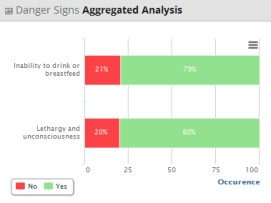 Danger Signs Aggregated Analysis
Inability to drink or
breastfeed
21%
79%
Lethargy and
unconsciousness
20%
80%
0 25 50 75 100
Occurence
No Yes